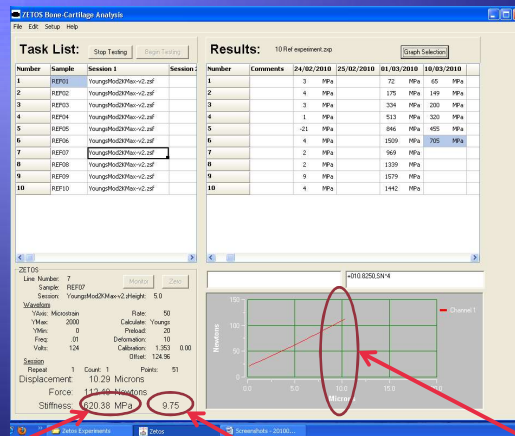 ZETOS Bone-Cartilage Analysis
File Edit Setup Help
Task List: Stop Testing Begin Testing
Number Sample Session 1 Session 2
1 REF01 YoungsMod2KMax-v2.zsf
2 REF02 YoungsMod2KMax-v2.zsf
3 REF03 YoungsMod2KMax-v2.zsf
4 REF04 YoungsMod2KMax-v2.zsf
5 REF05 YoungsMod2KMax-v2.zsf
6 REF06 YoungsMod2KMax-v2.zsf
7 REF07 YoungsMod2KMax-v2.zsf
8 REF08 YoungsMod2KMax-v2.zsf
9 REF09 YoungsMod2KMax-v2.zsf
10 REF10 YoungsMod2KMax-v2.zsf
Results: 10 Ref experiment.zxp Graph Selection
Number Comments 24/02/2010 25/02/2010 01/03/2010 10/03/2010
1 3 MPa 72 MPa 65 MPa
2 4 MPa 175 MPa 149 MPa
3 3 MPa 334 MPa 200 MPa
4 1 MPa 513 MPa 320 MPa
5 -21 MPa 846 MPa 455 MPa
6 4 MPa 1509 MPa 705 MPa
7 2 MPa 969 MPa
8 2 MPa 1339 MPa
9 9 MPa 1579 MPa
10 4 MPa 1442 MPa
ZETOS
Line Number: 7 Monitor Zero
Sample: REF07
Session: YoungsMod2KMax-v2.z Height: 5.0
Waveform
YAxis: Microstrain Rate: 50
YMax: 2000 Calculate: Youngs
YMin: 0 Preload: 20
Freq: .01 Deformation: 10
Volts: 124 Calibration: 1.353 0.00
Offset: 124.96
Session
Repeat 1 Count: 1 Points: 51
Displacement: 10.29 Microns
Force: 112.40 Newtons
Stiffness: 620.38 MPa 9.75
+010.8250,SN*4
Newtons
150
100
50
0
0.0 5.0 10.0 15.0
Microns
Channel 1
Zetos Experiments Zetos Screenshots - 20100...